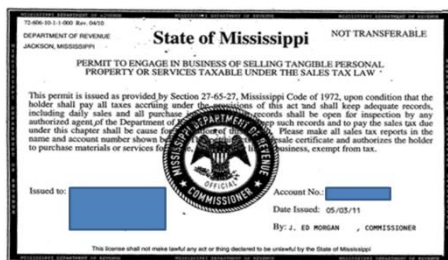 72-606-10-1-1-000 Rev. 04/10
DEPARTMENT OF REVENUE
JACKSON, MISSISSIPPI
State of Mississippi
NOT TRANSFERABLE
PERMIT TO ENGAGE IN BUSINESS OF SELLING TANGIBLE PERSONAL
PROPERTY OR SERVICES TAXABLE UNDER THE SALES TAX LAW
This permit is issued as provided by Section 27-65-27, Mississippi Code of 1972, upon condition that the
holder shall pay all taxes accruing under the provisions of this act and shall keep adequate records,
including daily sales and all purchase records shall be open for inspection by any
authorized agent of the Department of such records and to pay the sales tax due
under this chapter shall be cause for of this Please make all sales tax reports in the
name and account number shown certificate and authorizes the holder
to purchase materials or services for business, exempt from tax.
MISSISSIPPI DEPARTMENT OF REVENUE
OFFICIAL
COMMISSIONER
Issued to:
Account No.:
Date Issued: 05/03/11
By: J. ED MORGAN , COMMISSIONER
This license shall not make lawful any act or thing declared to be unlawful by the State of Mississippi